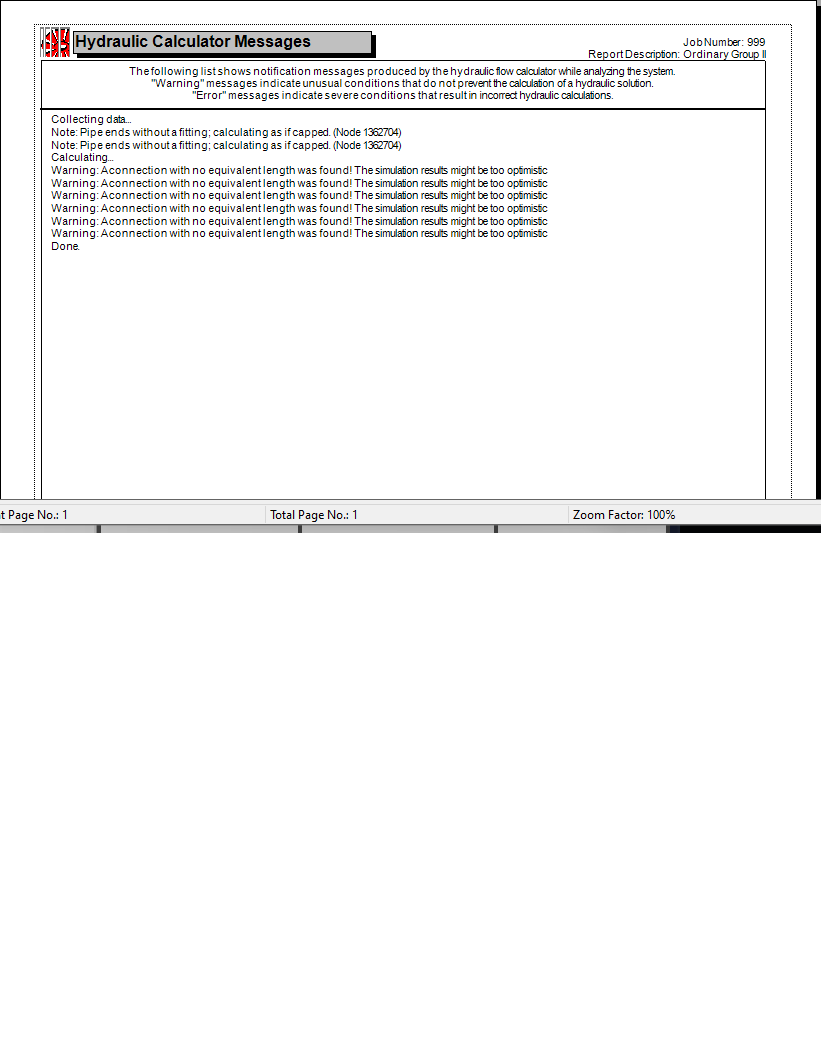 Hydraulic Calculator Messages
Job Number: 999
Report Description: Ordinary Group II
The following list shows notification messages produced by the hydraulic flow calculator while analyzing the system.
"Warning" messages indicate unusual conditions that do not prevent the calculation of a hydraulic solution.
"Error" messages indicate severe conditions that result in incorrect hydraulic calculations.
Collecting data...
Note: Pipe ends without a fitting; calculating as if capped. (Node 1362704)
Note: Pipe ends without a fitting; calculating as if capped. (Node 1362704)
Calculating...
Warning: A connection with no equivalent length was found! The simulation results might be too optimistic
Warning: A connection with no equivalent length was found! The simulation results might be too optimistic
Warning: A connection with no equivalent length was found! The simulation results might be too optimistic
Warning: A connection with no equivalent length was found! The simulation results might be too optimistic
Warning: A connection with no equivalent length was found! The simulation results might be too optimistic
Warning: A connection with no equivalent length was found! The simulation results might be too optimistic
Done.
t Page No.: 1
Total Page No.: 1
Zoom Factor: 100%